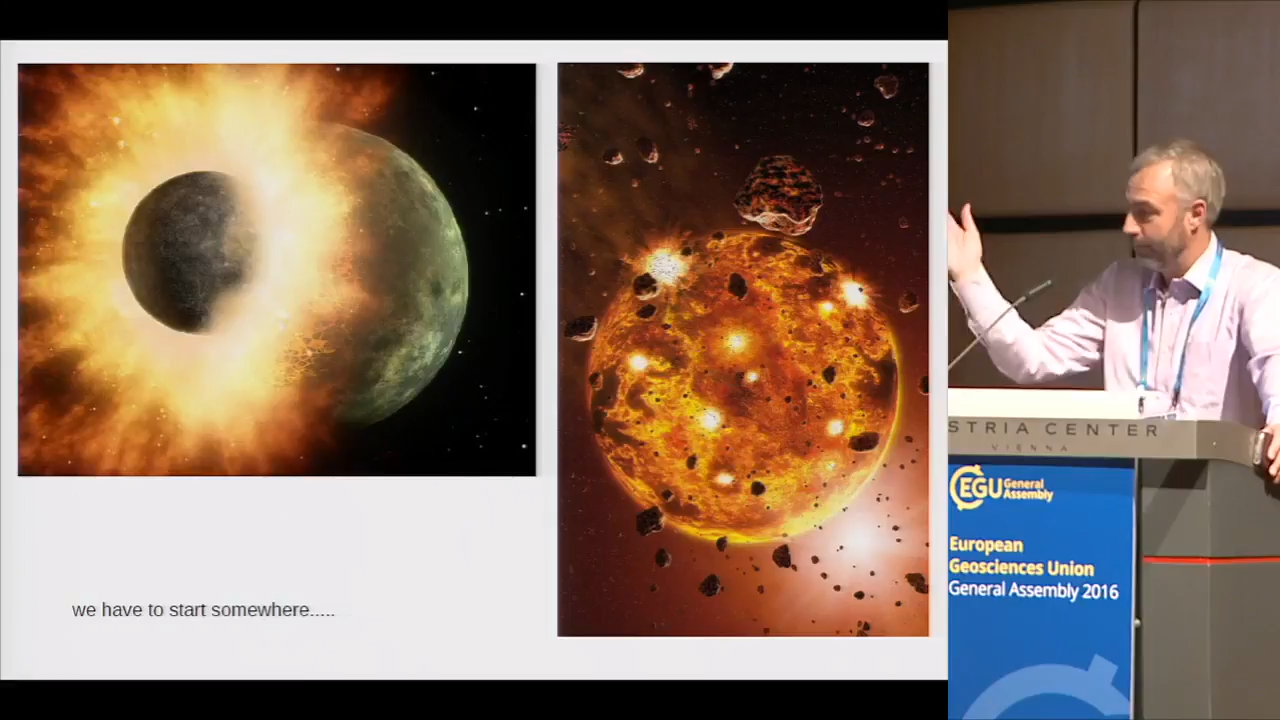 we have to start somewhere.....
STRIA CENTER
VIENNA
EGU General
Assembly
European
Geosciences Union
General Assembly 2016